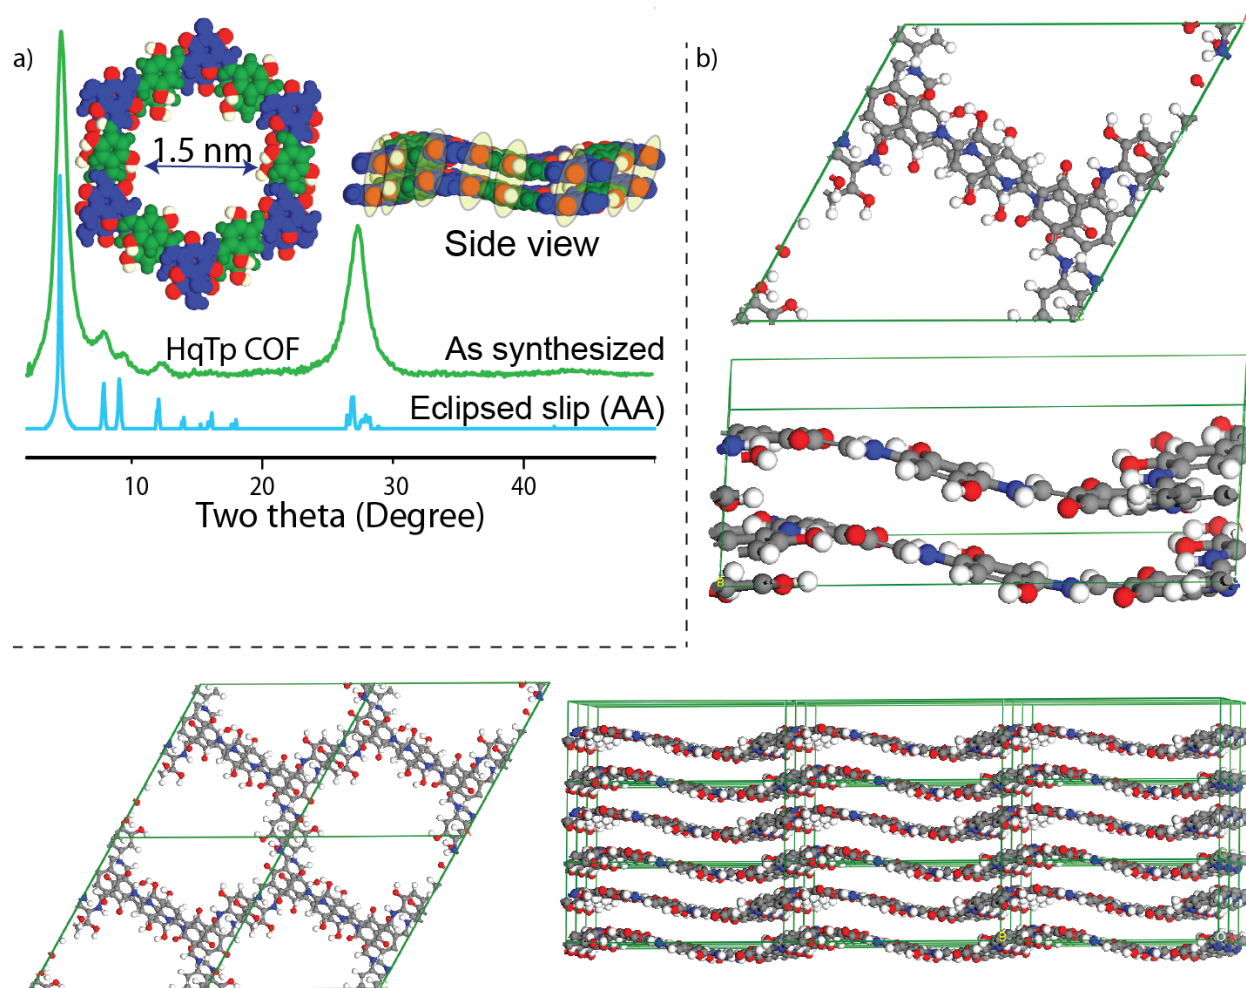 a)
1.5 nm
Side view
HqTp COF
As synthesized
Eclipsed slip (AA)
10 20 30 40
Two theta (Degree)
b)
B
B